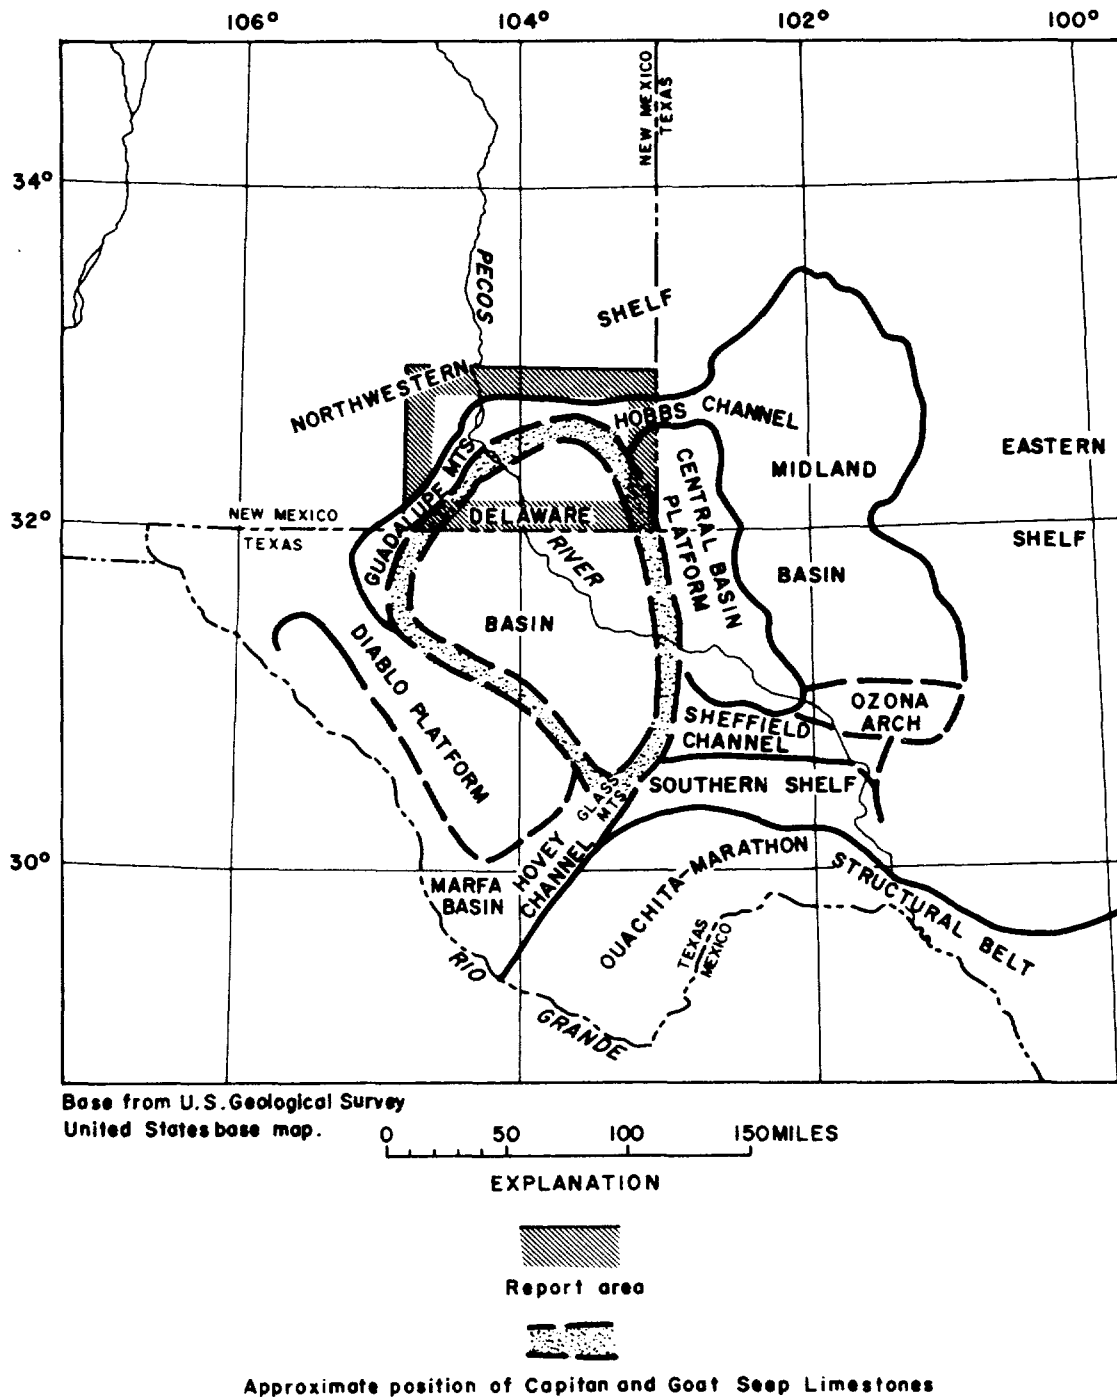 106° 104° 102° 100°
NEW MEXICO
TEXAS
34°
PECOS
SHELF
NORTHWESTERN
HOBBS CHANNEL
GUADALUPE MTS
CENTRAL BASIN
PLATFORM
MIDLAND
EASTERN
32°
NEW MEXICO
TEXAS
DELAWARE
RIVER
SHELF
BASIN
BASIN
DIABLO PLATFORM
OZONA
ARCH
SHEFFIELD
CHANNEL
SOUTHERN SHELF
GLASS
MTS
30°
HOVEY
CHANNEL
MARFA
BASIN
OUACHITA-MARATHON
STRUCTURAL BELT
TEXAS
MEXICO
RIO
GRANDE
Base from U.S. Geological Survey
United States base map.
0 50 100 150 MILES
EXPLANATION
Report area
Approximate position of Capitan and Goat Seep Limestones